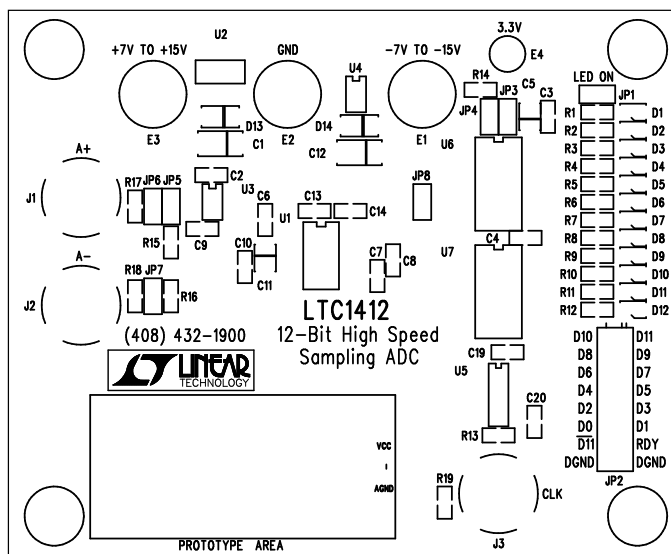 3.3V
+7V TO +15V
U2
GND
-7V TO -15V
E4
U4
LED ON
R14
C5
JP1
JP4
JP3
C3
R1
D1
E3
D13
E2
D14
E1
U6
R2
D2
C1
C12
R3
D3
A+
R4
D4
C2
R5
D5
R17
JP6
JP5
U3
JP8
R6
D6
J1
C6
U1
C13
C14
R7
D7
R15
C9
U7
C4
R8
D8
A-
C10
C7
C8
R9
D9
R18
JP7
C11
R10
D10
J2
R16
R11
D11
LTC1412
R12
D12
(408) 432-1900
12-Bit High Speed
Sampling ADC
C19
D10
D11
D8
D9
LINEAR
TECHNOLOGY
U5
D6
D7
D4
D5
C20
D2
D3
D0
D1
R13
D11
RDY
VCC
DGND
DGND
R19
JP2
AGND
CLK
J3
PROTOTYPE AREA